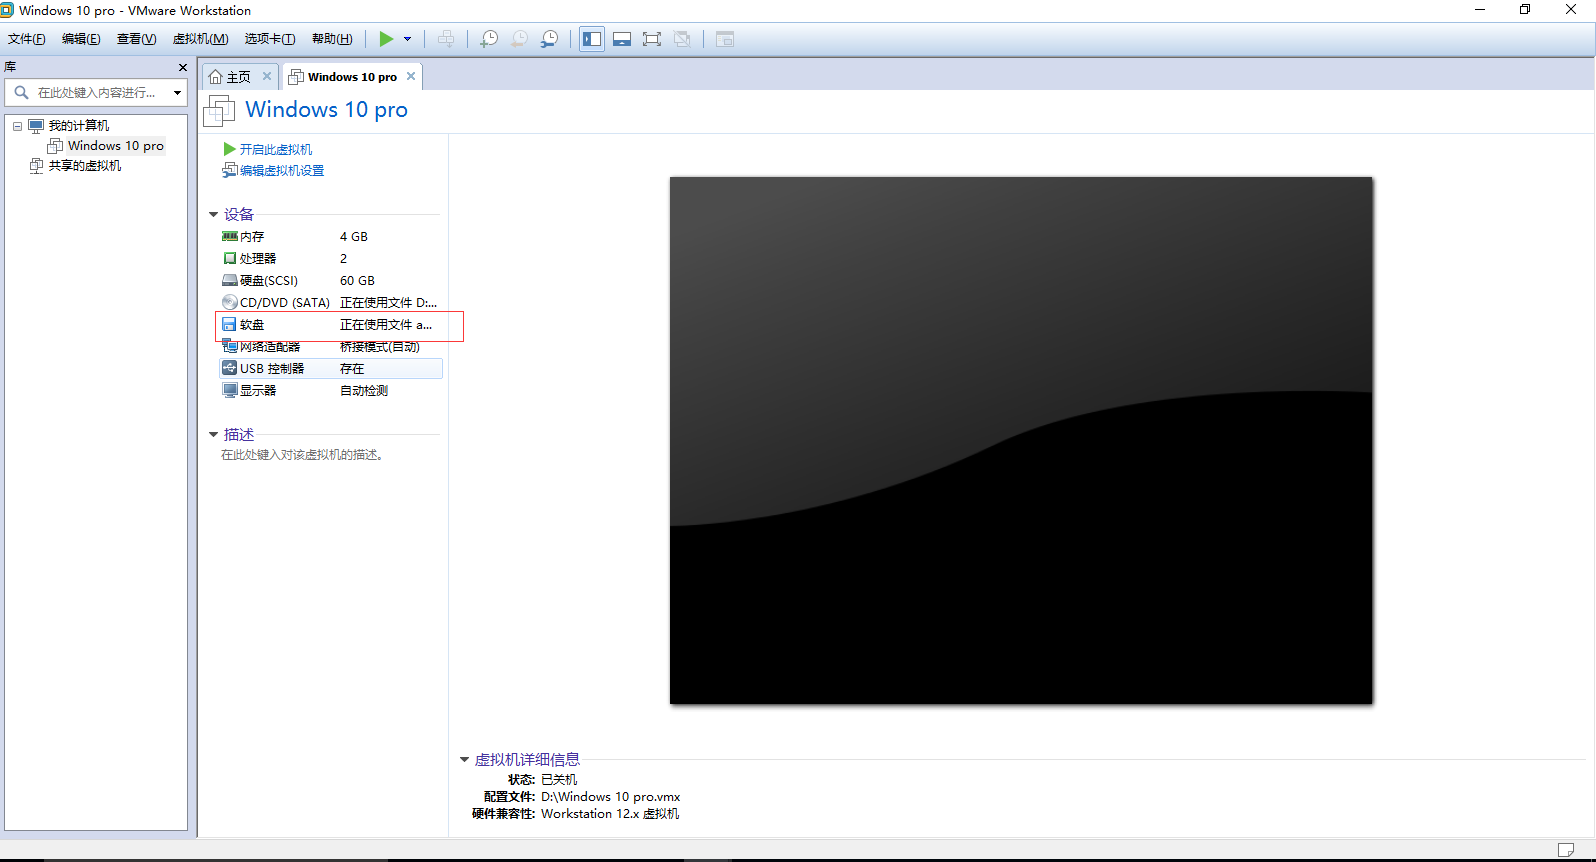 Windows 10 pro - VMware Workstation
文件(F) 编辑(E) 查看(V) 虚拟机(M) 选项卡(T) 帮助(H)
库
在此处键入内容进行...
我的计算机
Windows 10 pro
共享的虚拟机
主页
Windows 10 pro
Windows 10 pro
开启此虚拟机
编辑虚拟机设置
设备
内存 4 GB
处理器 2
硬盘(SCSI) 60 GB
CD/DVD (SATA) 正在使用文件 D:...
软盘 正在使用文件 a...
网络适配器 桥接模式(自动)
USB 控制器 存在
显示器 自动检测
描述
在此处键入对该虚拟机的描述。
虚拟机详细信息
状态: 已关机
配置文件: D:\Windows 10 pro.vmx
硬件兼容性: Workstation 12.x 虚拟机